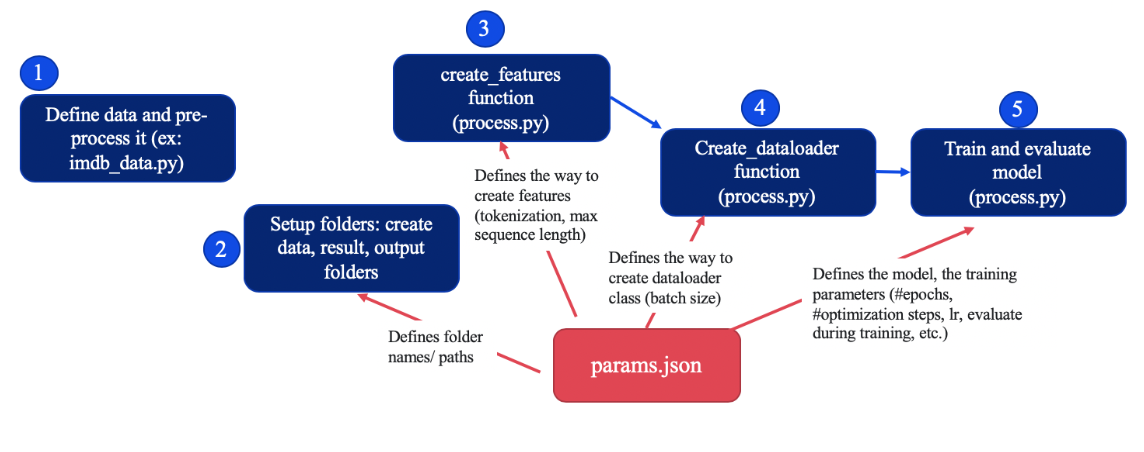 1
Define data and pre-
process it (ex:
imdb_data.py)
2
Setup folders: create
data, result, output
folders
3
create_features
function
(process.py)
4
Create_dataloader
function
(process.py)
5
Train and evaluate
model
(process.py)
Defines the way to
create features
(tokenization, max
sequence length)
Defines the way to
create dataloader
class (batch size)
Defines the model, the training
parameters (#epochs,
#optimization steps, lr, evaluate
during training, etc.)
Defines folder
names/ paths
params.json